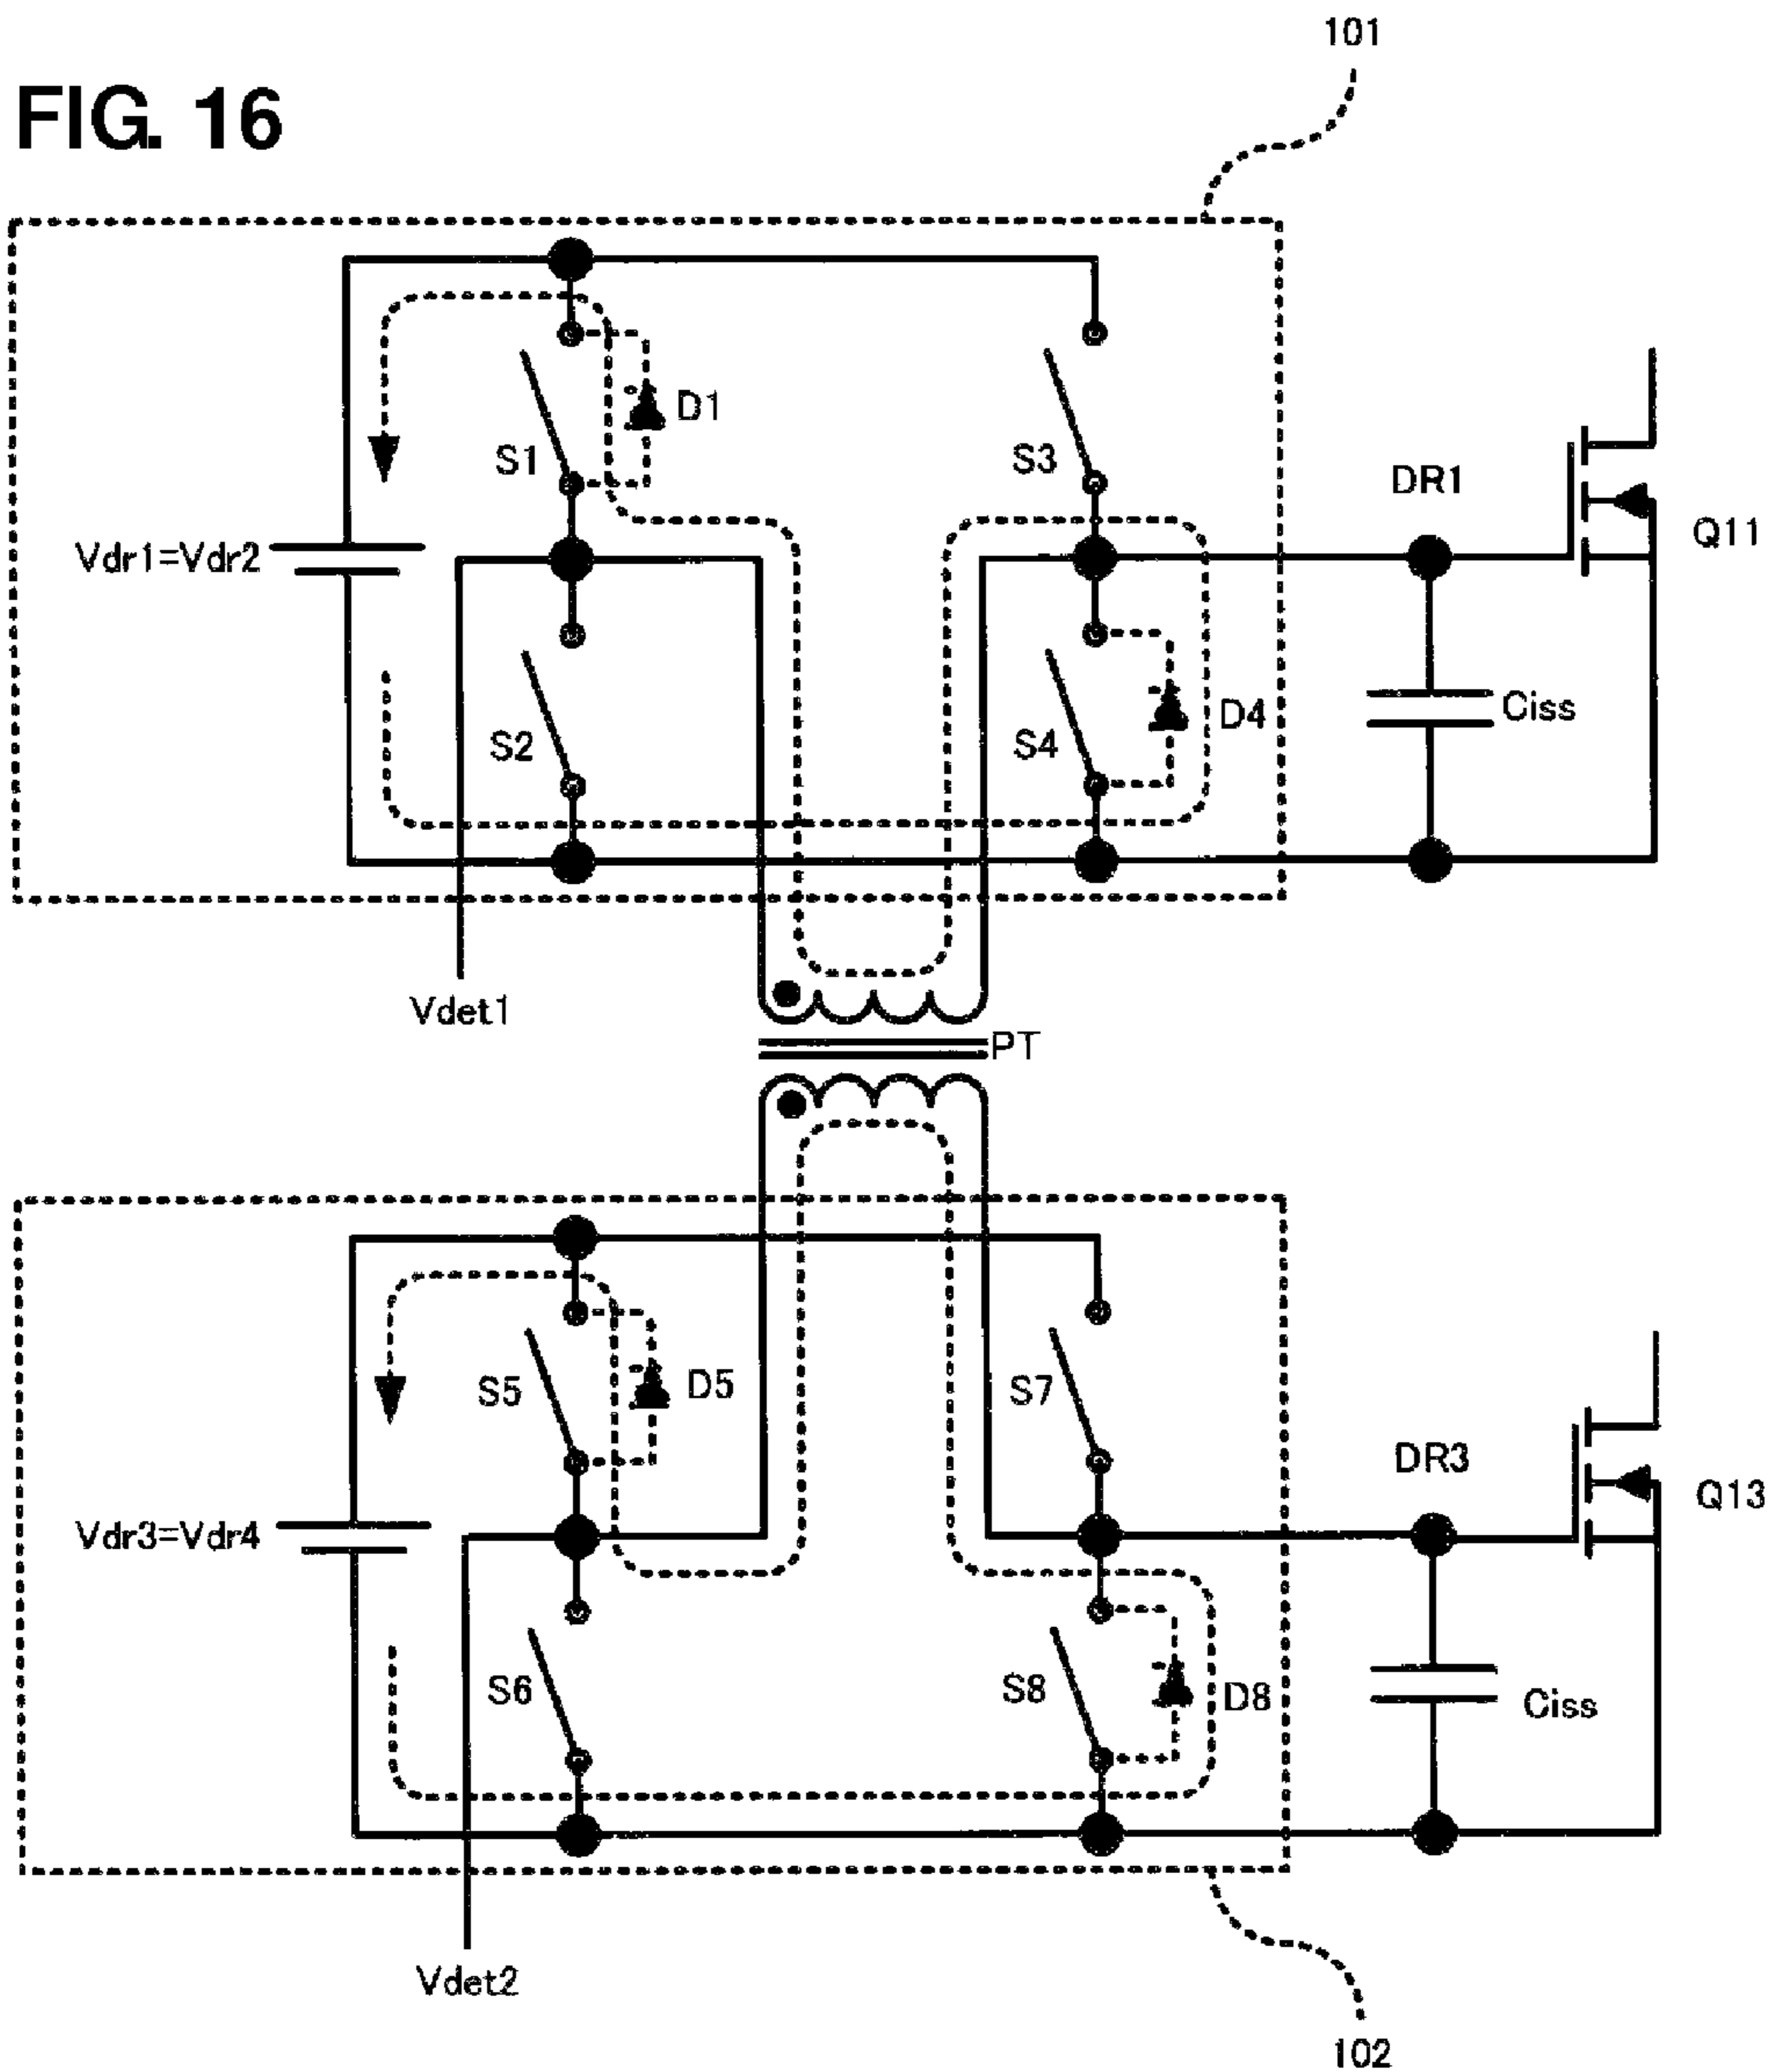 101
FIG. 16
D1
S1
S3
DR1
Q11
Vdr1=Vdr2
S2
S4
D4
Ciss
Vdet1
PT
S5
D5
S7
DR3
Q13
Vdr3=Vdr4
S6
S8
D8
Ciss
Vdet2
102